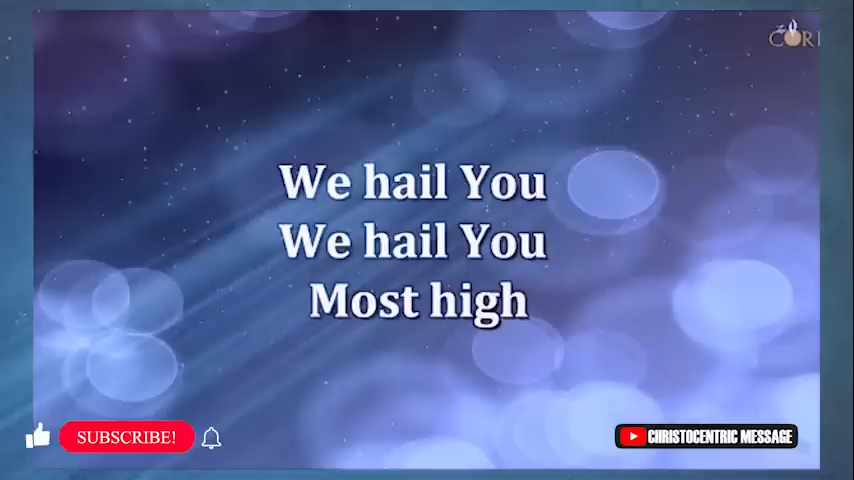 We hail You
We hail You
Most high
SUBSCRIBE!
CHRISTOCENTRIC MESSAGE